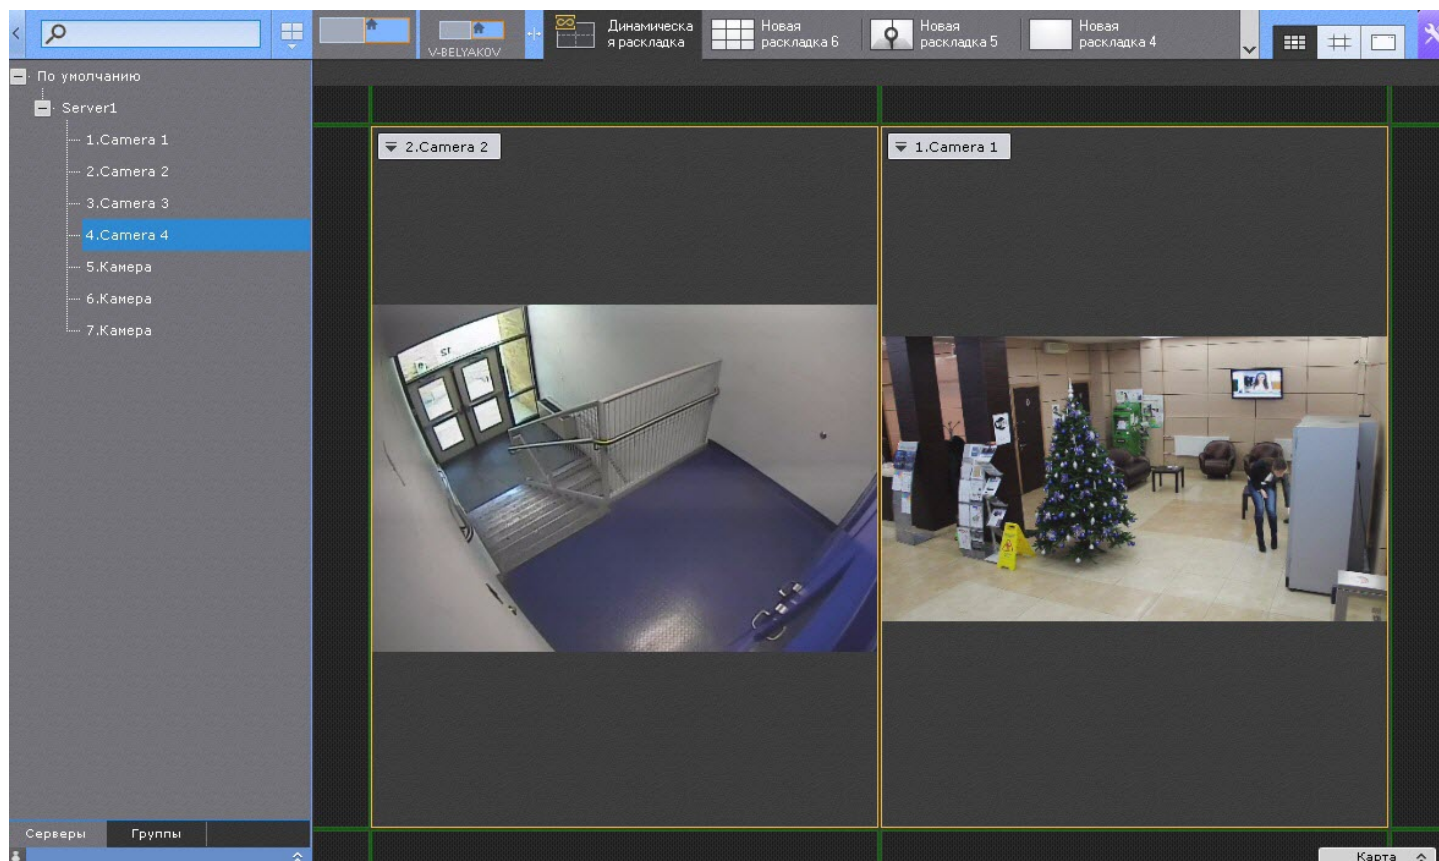 V-BELYAKOV
Динамическа
я раскладка
Новая
раскладка 6
Новая
раскладка 5
Новая
раскладка 4
По умолчанию
Server1
1.Camera 1
2.Camera 2
3.Camera 3
4.Camera 4
5.Камера
6.Камера
7.Камера
2.Camera 2
1.Camera 1
Серверы
Группы
Карта